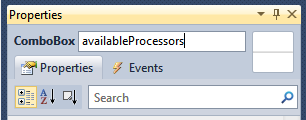 Properties
ComboBox availableProcessors
Properties Events
Search